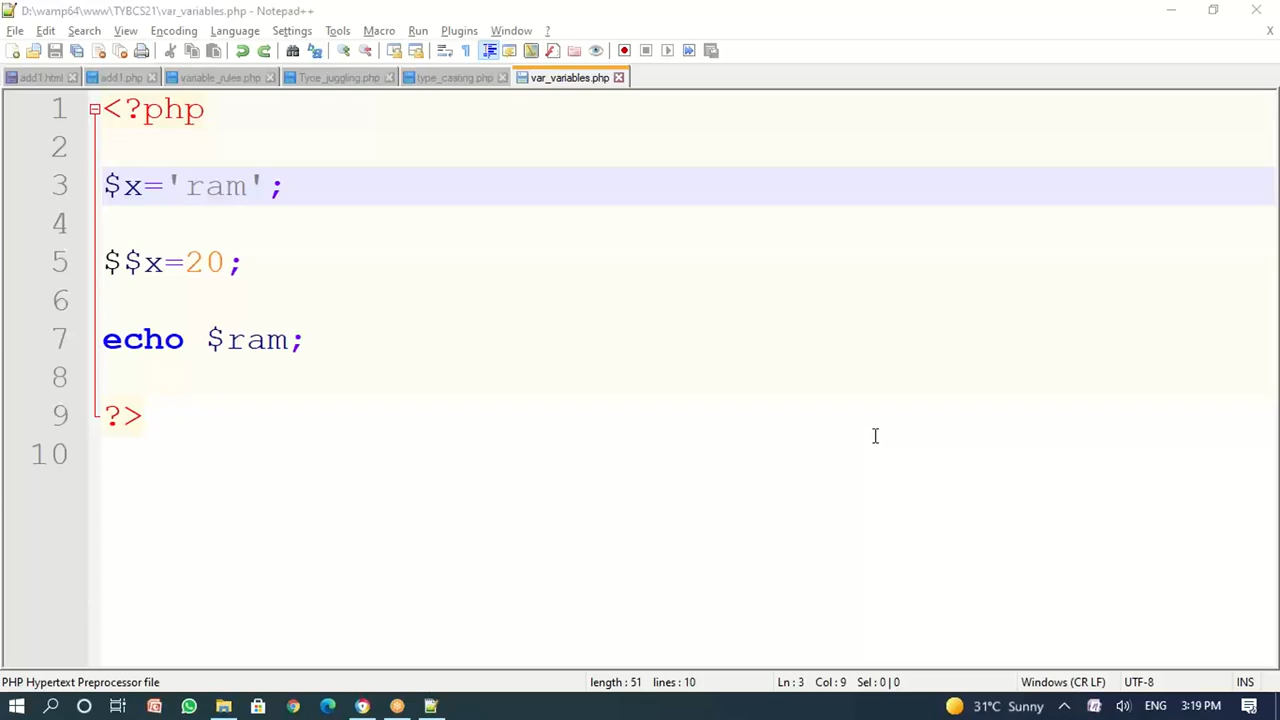 D:\wamp64\www\TYBCS21\var_variables.php - Notepad++
File Edit Search View Encoding Language Settings Tools Macro Run Plugins Window ? X
add1.html add1.php variable_rules.php Tyoe_juggling.php type_casting.php var_variables.php
1 <?php
2
3 $x='ram';
4
5 $$x=20;
6
7 echo $ram;
8
9 ?>
10
PHP Hypertext Preprocessor file length : 51 lines : 10 Ln : 3 Col : 9 Sel : 0 | 0 Windows (CR LF) UTF-8 INS
31°C Sunny ENG 3:19 PM